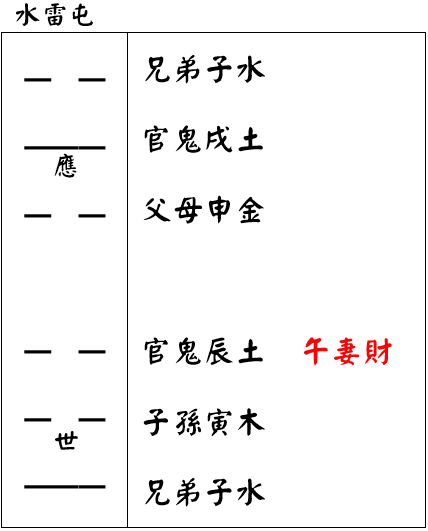 水雷屯
兄弟子水
官鬼戌土
應
父母申金
官鬼辰土 午妻財
子孫寅木
世
兄弟子水